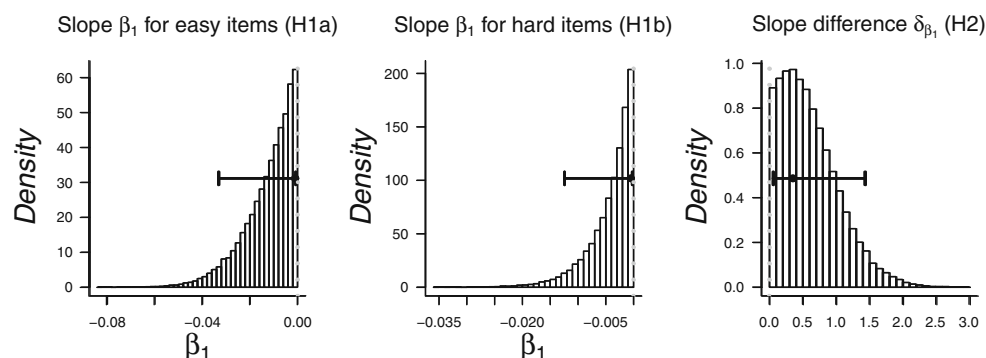 Slope β₁ for easy items (H1a)
Slope β₁ for hard items (H1b)
Slope difference δβ₁ (H2)
Density
60
50
40
30
20
10
0
−0.08
−0.04
0.00
β₁
Density
200
150
100
50
0
−0.035
−0.020
−0.005
β₁
Density
1.0
0.8
0.6
0.4
0.2
0.0
0.0 0.5 1.0 1.5 2.0 2.5 3.0